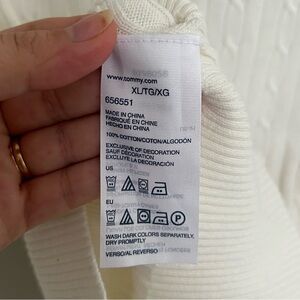 www.tommy.com
XL/TG/XG
656551
MADE IN CHINA
FABRIQUÉ EN CHINE
HECHO EN CHINA
100% COTTON/COTON/ALGODÓN
EXCLUSIVE OF DECORATION
SAUF DÉCORATION
EXCLUYE LA DECORACIÓN
US
EU
P
WASH DARK COLORS SEPARATELY.
DRY PROMPTLY
VERSO/AL REVERSO